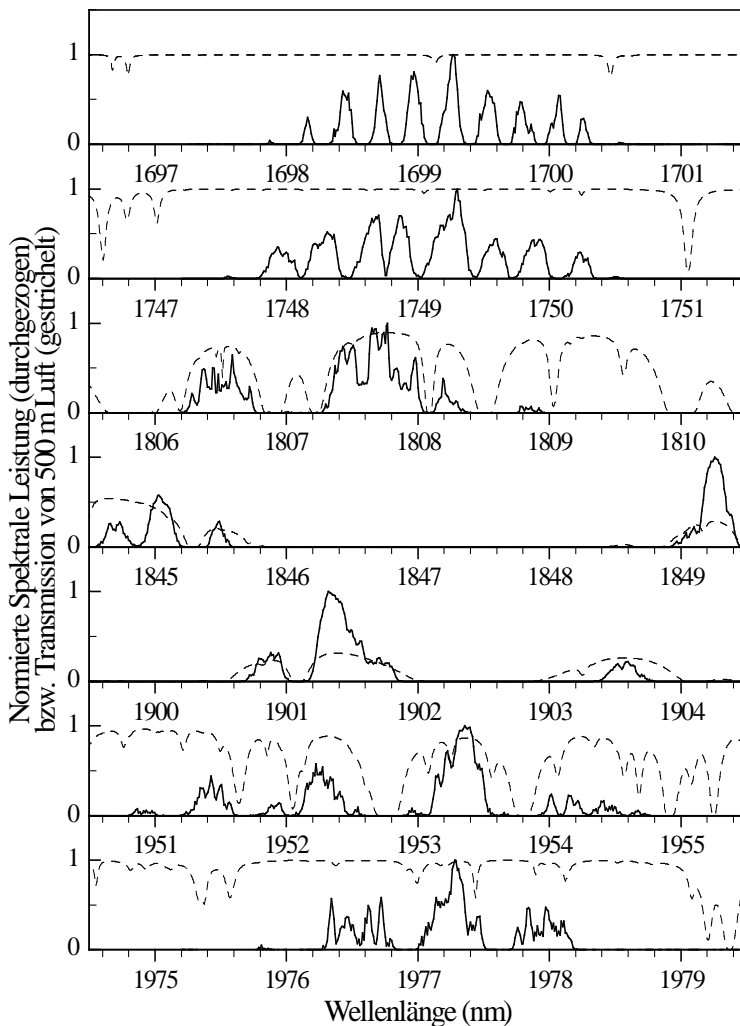 Normierte Spektrale Leistung (durchgezogen)
bzw. Transmission von 500 m Luft (gestrichelt)
1
0
1697 1698 1699 1700 1701
1
0
1747 1748 1749 1750 1751
1
0
1806 1807 1808 1809 1810
1
0
1845 1846 1847 1848 1849
1
0
1900 1901 1902 1903 1904
1
0
1951 1952 1953 1954 1955
1
0
1975 1976 1977 1978 1979
Wellenlänge (nm)